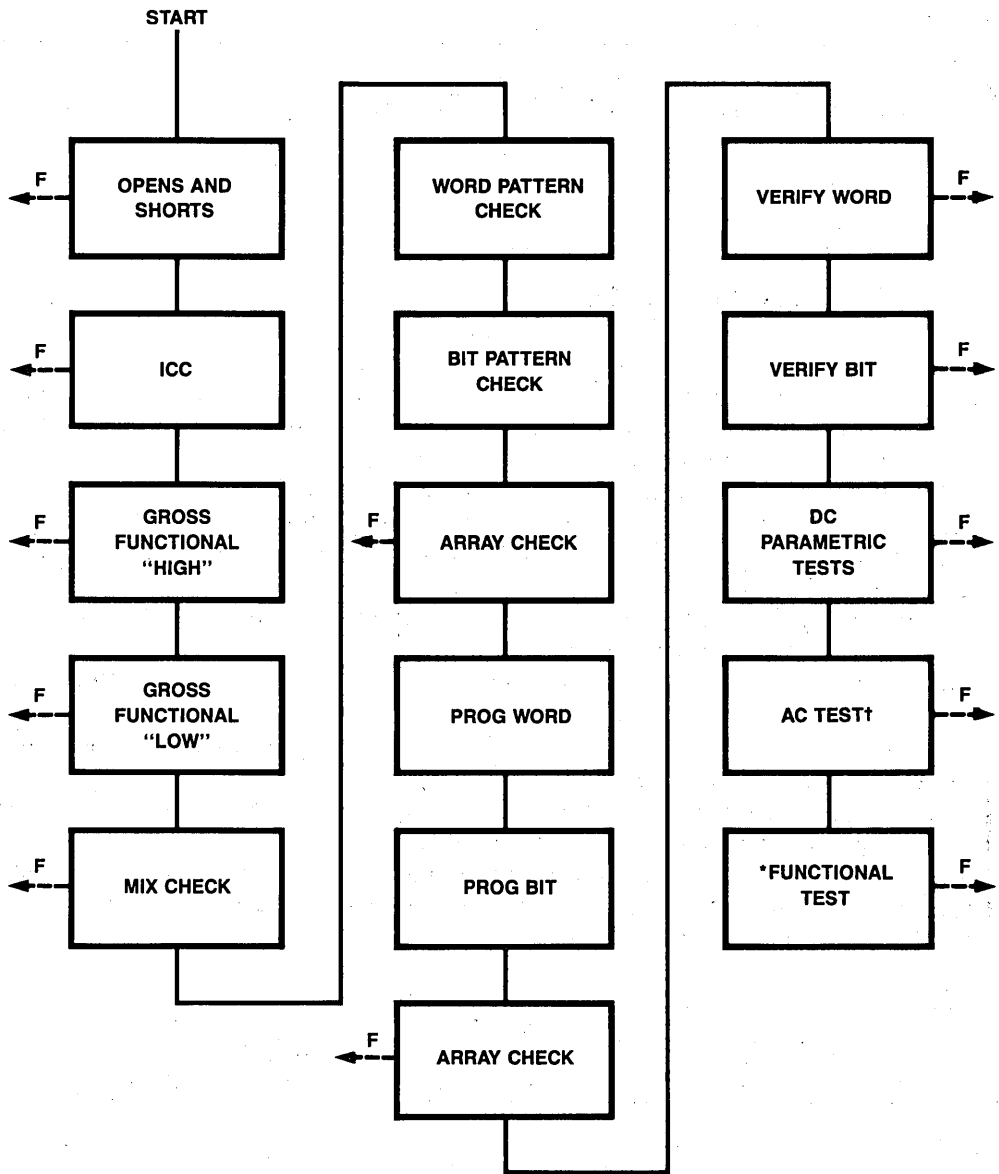 START
F
OPENS AND
SHORTS
F
ICC
F
GROSS
FUNCTIONAL
“HIGH”
F
GROSS
FUNCTIONAL
“LOW”
F
MIX CHECK
WORD PATTERN
CHECK
BIT PATTERN
CHECK
F
ARRAY CHECK
PROG WORD
PROG BIT
F
ARRAY CHECK
VERIFY WORD
F
VERIFY BIT
F
DC
PARAMETRIC
TESTS
F
AC TEST†
F
*FUNCTIONAL
TEST
F